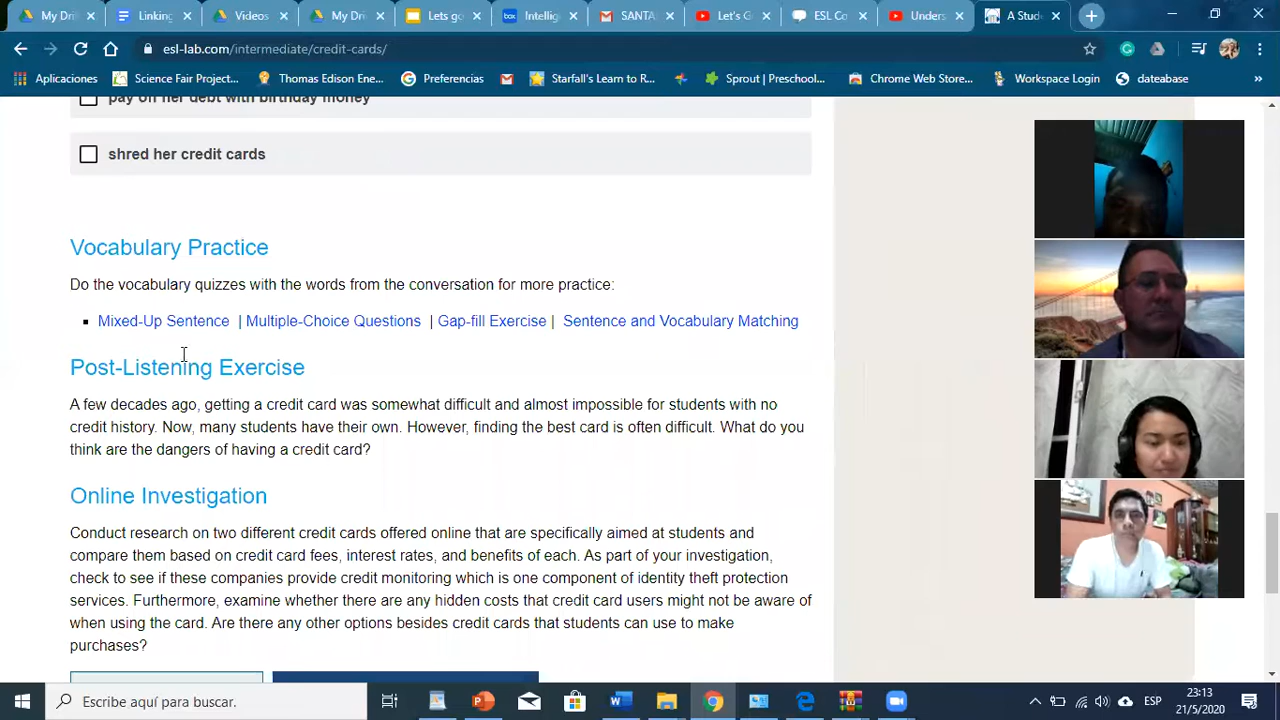 My Dri
Linking
Videos
My Driv
Lets go
Intellig
SANTA
Let's G
ESL Co
Unders
A Stud
esl-lab.com/intermediate/credit-cards/
Aplicaciones
Science Fair Project...
Thomas Edison Ene...
Preferencias
Starfall's Learn to R...
Sprout | Preschool...
Chrome Web Store...
Workspace Login
dateabase
»
pay off her debt with birthday money
shred her credit cards
Vocabulary Practice
Do the vocabulary quizzes with the words from the conversation for more practice:
Mixed-Up Sentence | Multiple-Choice Questions | Gap-fill Exercise | Sentence and Vocabulary Matching
Post-Listening Exercise
A few decades ago, getting a credit card was somewhat difficult and almost impossible for students with no
credit history. Now, many students have their own. However, finding the best card is often difficult. What do you
think are the dangers of having a credit card?
Online Investigation
Conduct research on two different credit cards offered online that are specifically aimed at students and
compare them based on credit card fees, interest rates, and benefits of each. As part of your investigation,
check to see if these companies provide credit monitoring which is one component of identity theft protection
services. Furthermore, examine whether there are any hidden costs that credit card users might not be aware of
when using the card. Are there any other options besides credit cards that students can use to make
purchases?
Escribe aquí para buscar.
ESP
23:13
21/5/2020